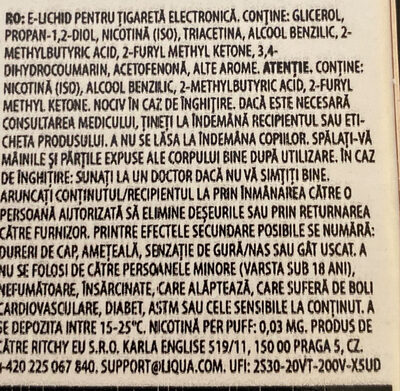 RO: E-LICHID PENTRU ȚIGARETĂ ELECTRONICĂ. CONȚINE: GLICEROL,
PROPAN-1,2-DIOL, NICOTINĂ (ISO), TRIACETINA, ALCOOL BENZILIC, 2-
METHYLBUTYRIC ACID, 2-FURYL METHYL KETONE, 3,4-
DIHYDROCOUMARIN, ACETOFENONĂ, ALTE AROME. ATENȚIE. CONȚINE:
NICOTINĂ (ISO), ALCOOL BENZILIC, 2-METHYLBUTYRIC ACID, 2-FURYL
METHYL KETONE. NOCIV ÎN CAZ DE ÎNGHIȚIRE. DACĂ ESTE NECESARĂ
CONSULTAREA MEDICULUI, ȚINEȚI LA ÎNDEMÂNĂ RECIPIENTUL SAU ETI-
CHETA PRODUSULUI. A NU SE LĂSA LA ÎNDEMÂNA COPIILOR. SPĂLAȚI-VĂ
MÂINILE ȘI PĂRȚILE EXPUSE ALE CORPULUI BINE DUPĂ UTILIZARE. ÎN CAZ
DE ÎNGHIȚIRE: SUNAȚI LA UN DOCTOR DACĂ NU VĂ SIMȚIȚI BINE.
ARUNCAȚI CONȚINUTUL/RECIPIENTUL LA PRIN ÎNMANAREA CĂTRE O
PERSOANĂ AUTORIZATĂ SĂ ELIMINE DEȘEURILE SAU PRIN RETURNAREA
CĂTRE FURNIZOR. PRINTRE EFECTELE SECUNDARE POSIBILE SE NUMĂRĂ:
DURERI DE CAP, AMEȚEALĂ, SENZAȚIE DE GURĂ/NAS SAU GÂT USCAT. A
NU SE FOLOSI DE CĂTRE PERSOANELE MINORE (VARSTA SUB 18 ANI),
NEFUMĂTOARE, ÎNSĂRCINATE, CARE ALĂPTEAZĂ, CARE SUFERĂ DE BOLI
CARDIOVASCULARE, DIABET, ASTM SAU CELE SENSIBILE LA CONȚINUT. A
SE DEPOZITA INTRE 15-25°C. NICOTINĂ PER PUFF: 0,03 MG. PRODUS DE
CĂTRE RITCHY EU S.R.O. KARLA ENGLISE 519/11, 150 00 PRAGA 5, CZ.
+420 225 067 840. SUPPORT@LIQUA.COM. UFI: 2S30-20VT-200V-X5UD